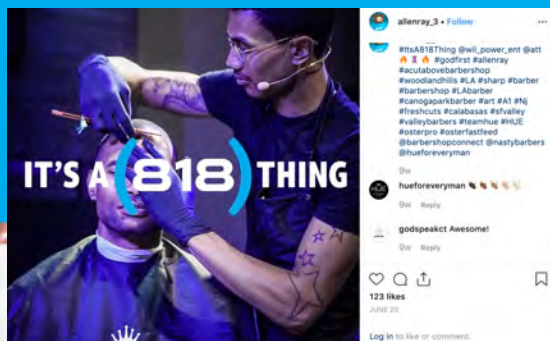 IT'S A (818) THING
allenray_3 • Follow
#ItsA818Thing @wil_power_ent @att
#godfirst #allenray
#acutabovebarbershop
#woodlandhills #LA #sharp #barber
#barbershop #LAbarber
#canogaparkbarber #art #A1 #Nj
#freshcuts #calabasas #sfvalley
#valleybarbers #teamhue #HUE
#osterpro #osterfastfeed
@barbershopconnect @nastybarbers
@hueforeveryman
9w
hueforeveryman
9w Reply
godspeakct Awesome!
9w Reply
123 likes
JUNE 20
Log in to like or comment.